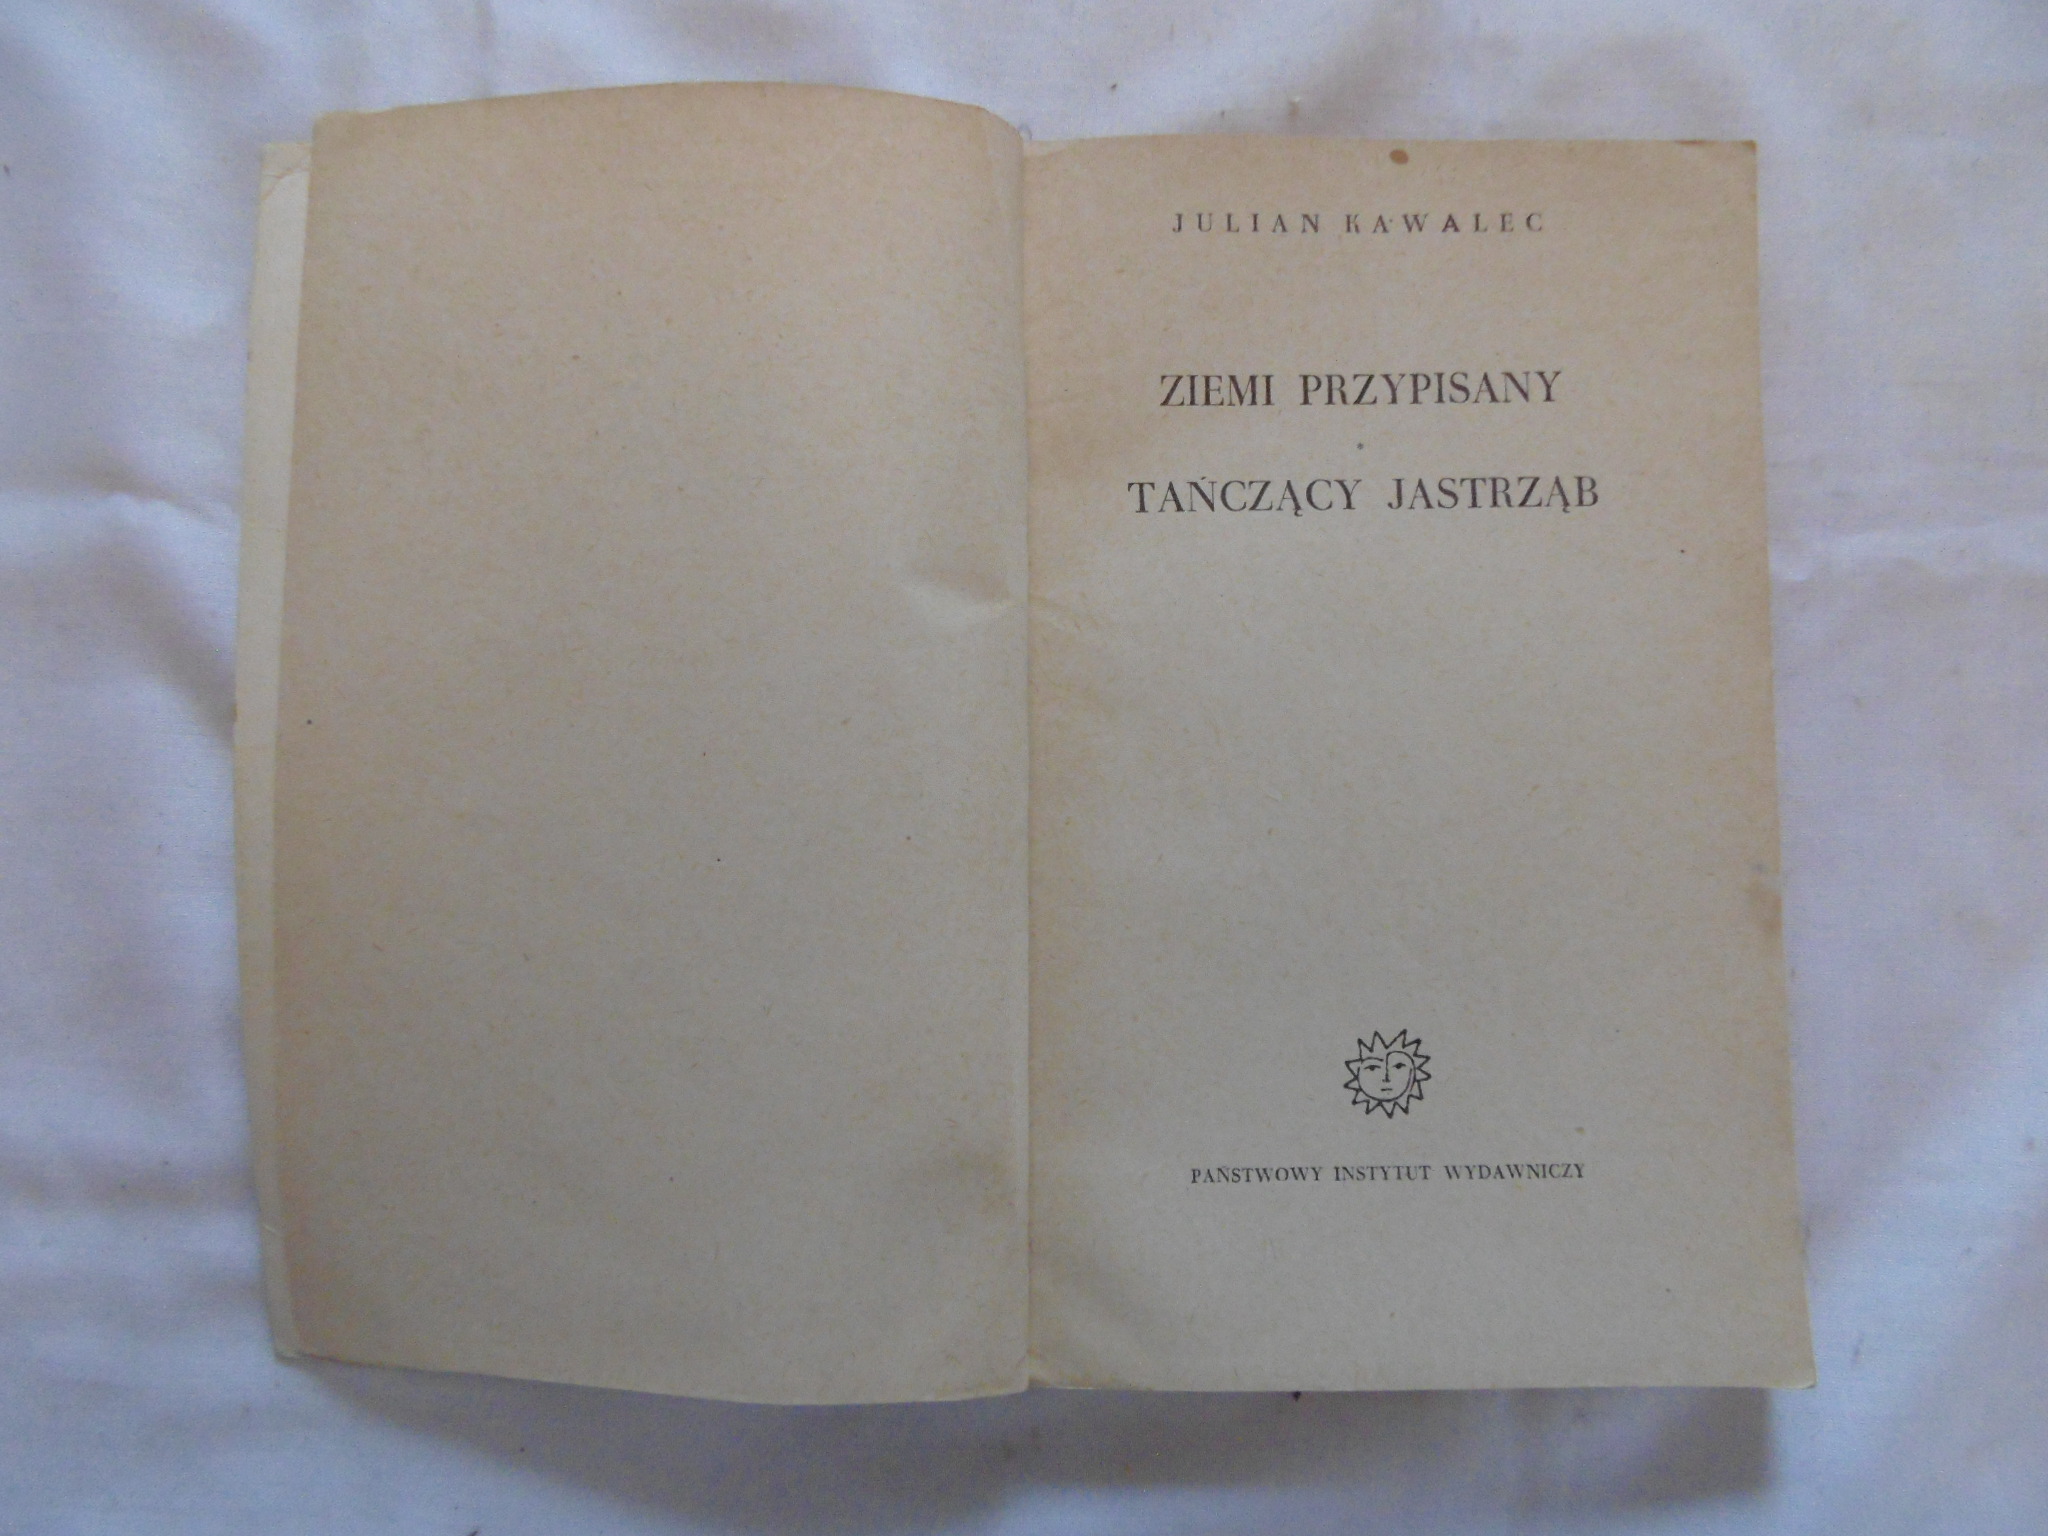 JULIAN KAWALEC
ZIEMI PRZYPISANY
TAŃCZĄCY JASTRZĄB
PAŃSTWOWY INSTYTUT WYDAWNICZY